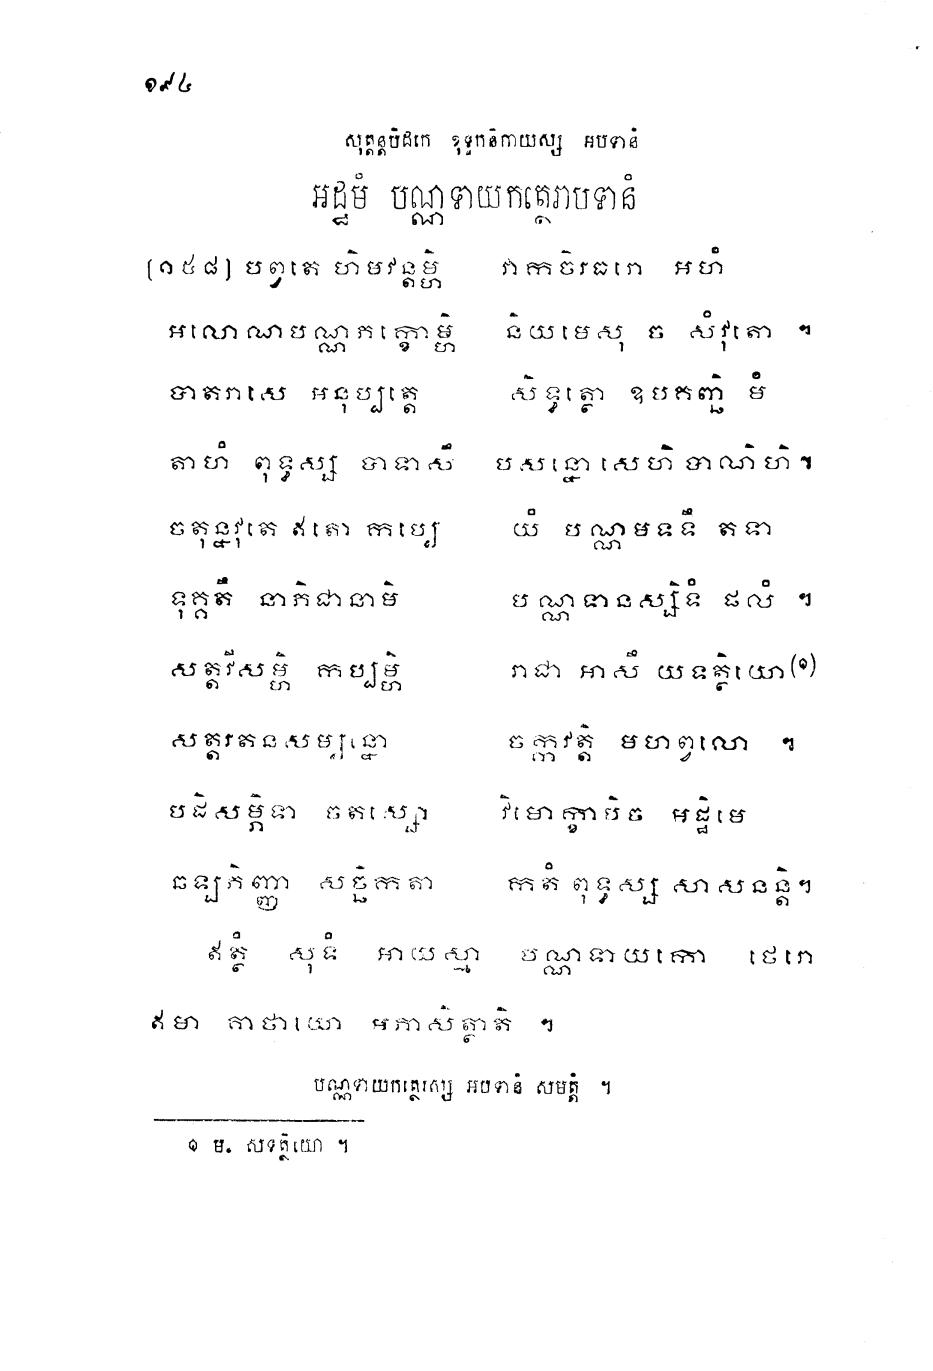 ១៩៤
សុត្តន្តបិដកេ ខុទ្ទកនិកាយស្ស អបទានំ
អដ្ឋមំ បណ្ណទាយកត្ថេរាបទានំ
[១៥៨] បព្វតេ ហិមវន្តម្ហិ វាកចិរធរោ អហំ
អលោណបណ្ណភក្ខោម្ហិ និយមេសុ ច សំវុតោ ។
បាតរាសេ អនុប្បត្តេ សិទ្ធត្ថោ ឧបគញ្ឆិ មំ
តាហំ ពុទ្ធស្ស បាទាសឹ បសន្នោ សេហិ បាណិហិ ។
ចតុន្នវុតេ ឥតោ កប្បេ យំ បណ្ណមទទឹ តទា
ទុគ្គតឹ នាភិជានាមិ បណ្ណទានស្សិទំ ផលំ ។
សត្តវីសម្ហិ កប្បម្ហិ រាជា អាសឹ យទត្ថិយោ(១)
សត្តរតនសម្បន្នោ ចក្កវត្តិ មហព្វលោ ។
បដិសម្ភិទា ចតស្សោ វិមោក្ខាបិច អដ្ឋិមេ
ឆឡភិញ្ញា សច្ឆិកតា កតំ ពុទ្ធស្ស សាសនន្តិ។
ឥត្ថំ សុទំ អាយស្មា បណ្ណទាយកោ ថេរោ
ឥមា គាថាយោ អភាសិត្ថាតិ ។
បណ្ណទាយកត្ថេរស្ស អបទានំ សមត្តំ ។
១ ម. សទត្ថិយោ ។